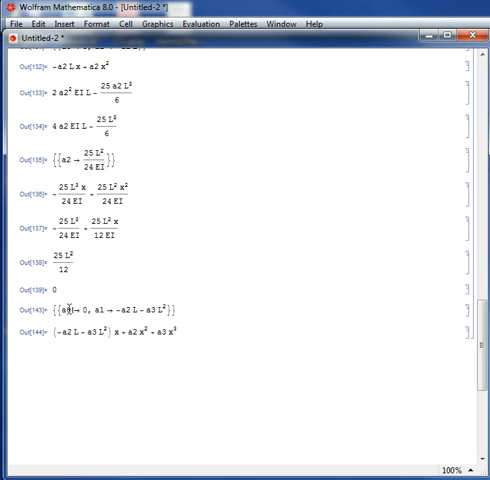 Wolfram Mathematica 8.0 - [Untitled-2 *]
File Edit Insert Format Cell Graphics Evaluation Palettes Window Help
Untitled-2 *
Out[132]= -a2 L x + a2 x²
Out[133]= 2 a2² EI L - 25 a2 L³ / 6
Out[134]= 4 a2 EI L - 25 L³ / 6
Out[135]= {{a2 → 25 L² / 24 EI}}
Out[136]= - 25 L³ x / 24 EI + 25 L² x² / 24 EI
Out[137]= - 25 L³ / 24 EI + 25 L² x / 12 EI
Out[138]= 25 L² / 12
Out[139]= 0
Out[143]= {{a0 → 0, a1 → -a2 L - a3 L²}}
Out[144]= (-a2 L - a3 L²) x + a2 x² + a3 x³
100%